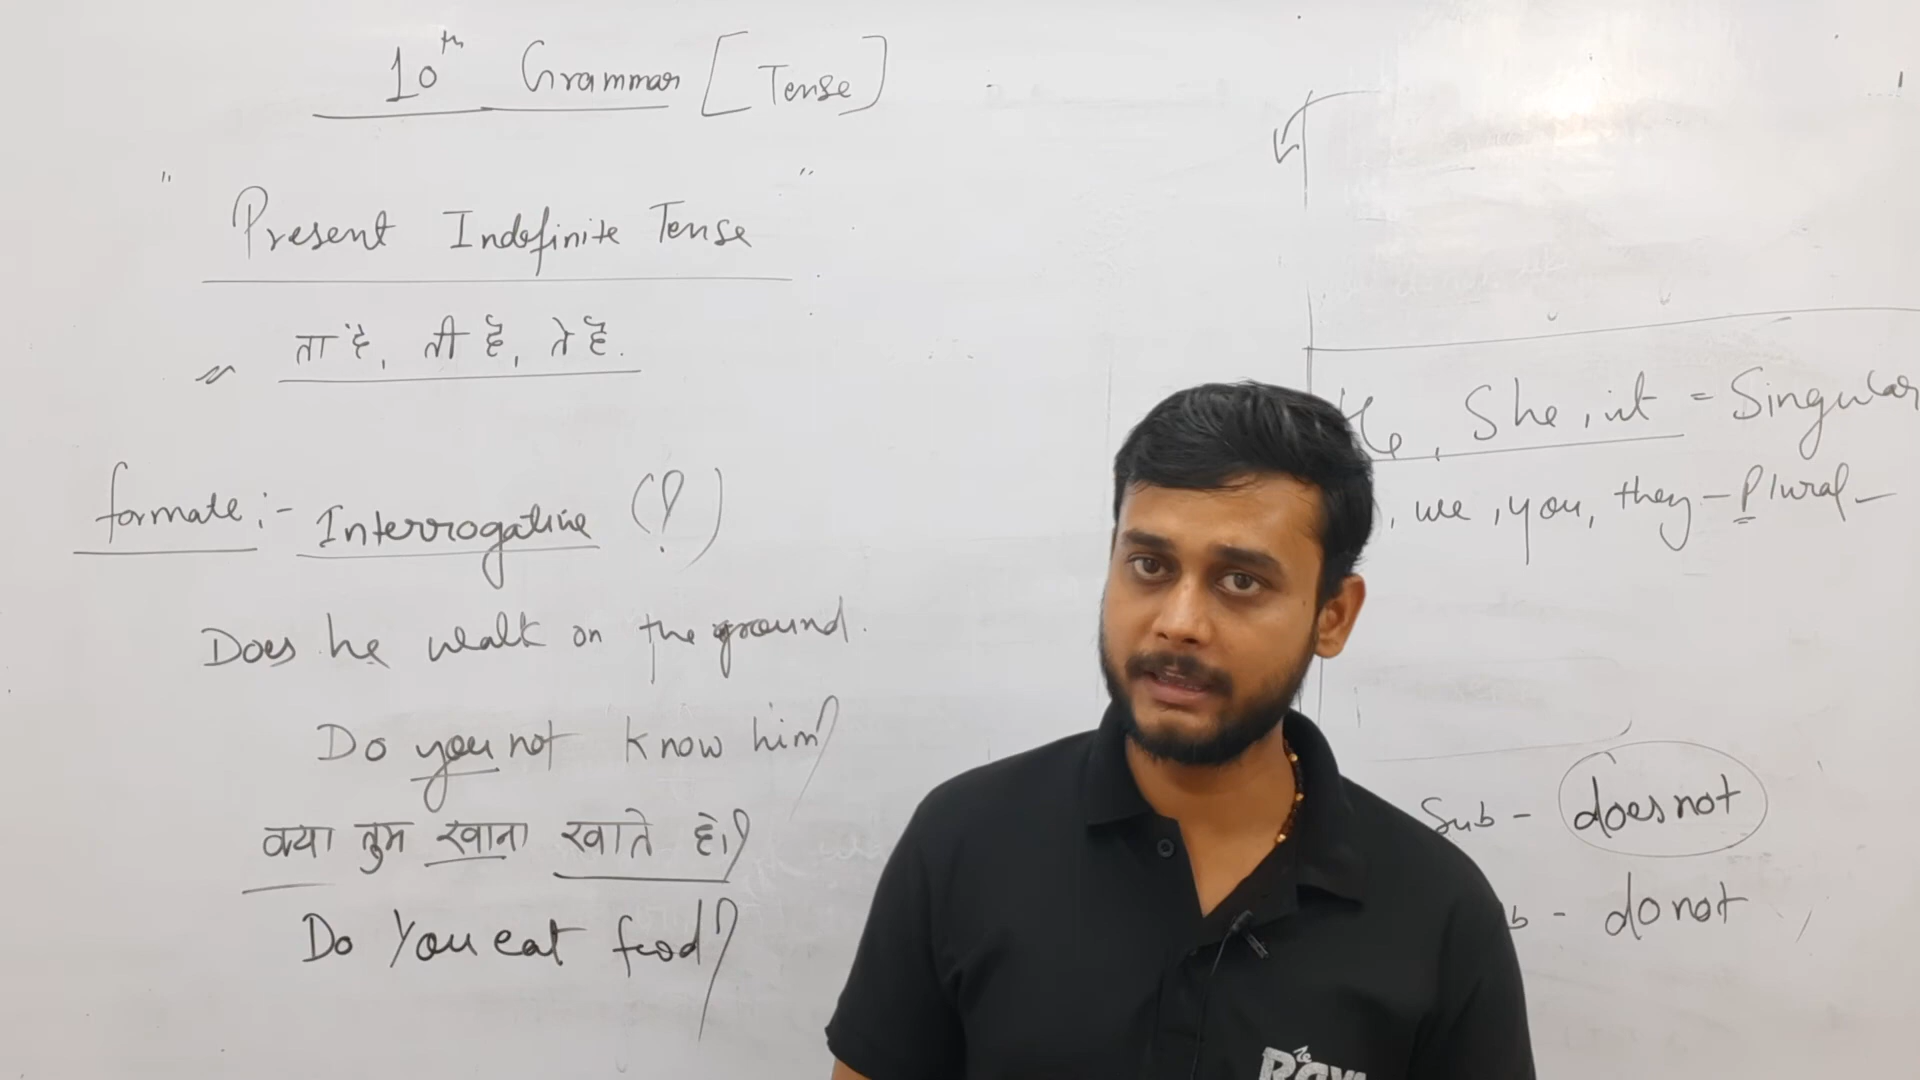 10th Grammar [Tense]
" Present Indefinite Tense "
ता है, ती है, ते है.
formate :- Interrogative (?)
Does he walk on the ground.
Do you not know him?
क्या तुम खाना खाते हो?
Do You eat food?
He, She, it = Singular
, we, you, they - Plural
Sub - does not
b - do not